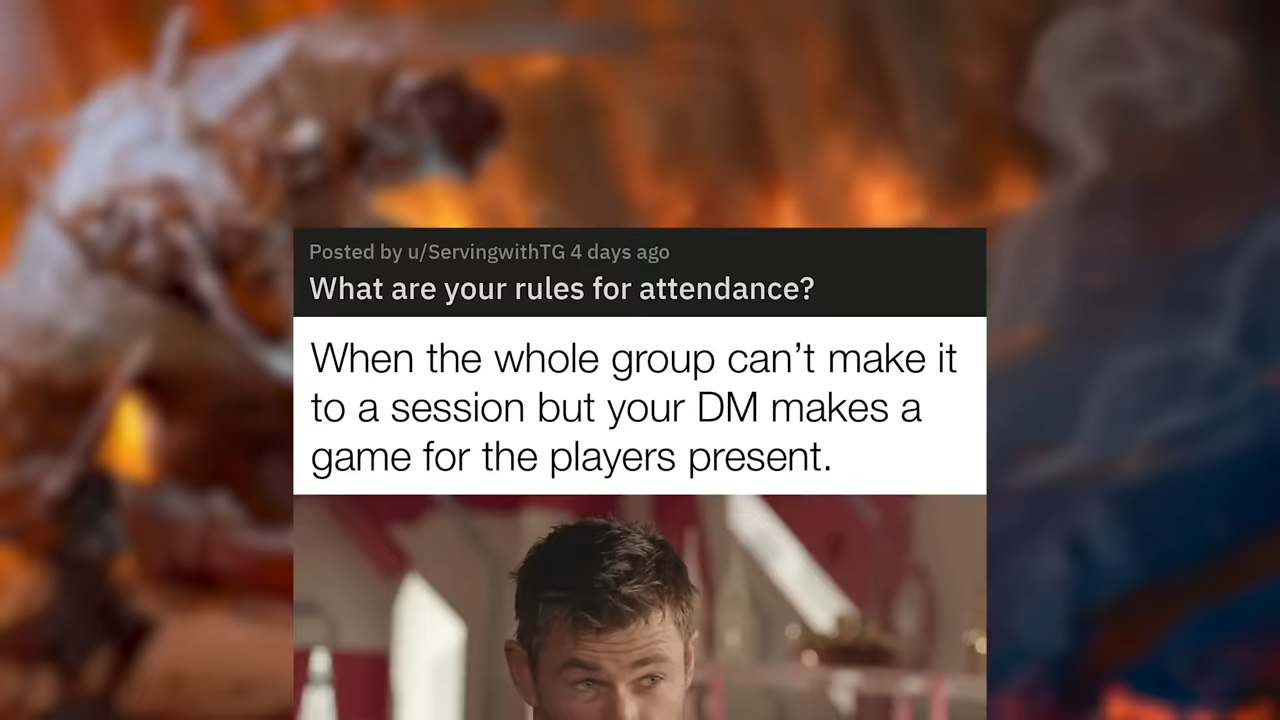 Posted by u/ServingwithTG 4 days ago
What are your rules for attendance?
When the whole group can’t make it
to a session but your DM makes a
game for the players present.